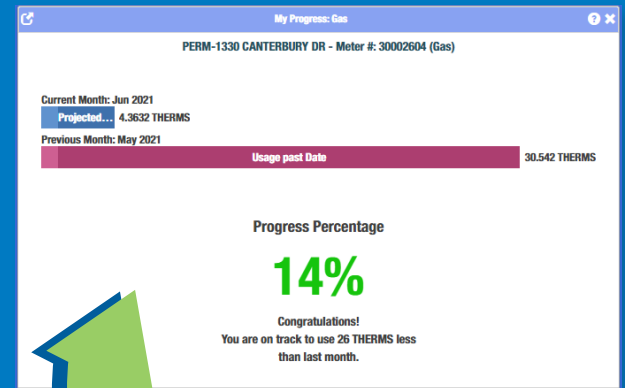 My Progress: Gas
PERM-1330 CANTERBURY DR - Meter #: 30002604 (Gas)
Current Month: Jun 2021
Projected... 4.3632 THERMS
Previous Month: May 2021
Usage past Date 30.542 THERMS
Progress Percentage
14%
Congratulations!
You are on track to use 26 THERMS less
than last month.